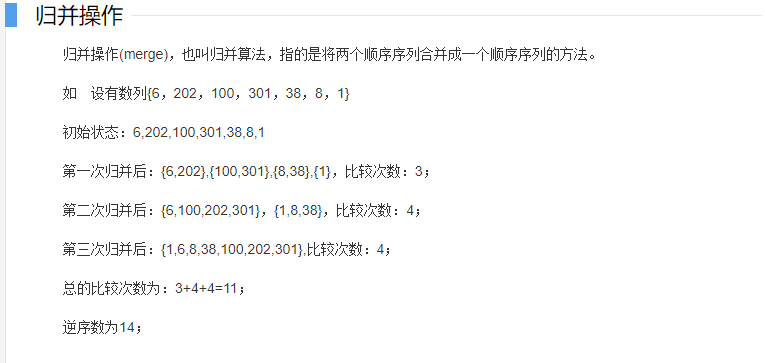 归并操作
归并操作(merge)，也叫归并算法，指的是将两个顺序序列合并成一个顺序序列的方法。
如　设有数列{6，202，100，301，38，8，1}
初始状态：6,202,100,301,38,8,1
第一次归并后：{6,202},{100,301},{8,38},{1}，比较次数：3；
第二次归并后：{6,100,202,301}，{1,8,38}，比较次数：4；
第三次归并后：{1,6,8,38,100,202,301},比较次数：4；
总的比较次数为：3+4+4=11；
逆序数为14；